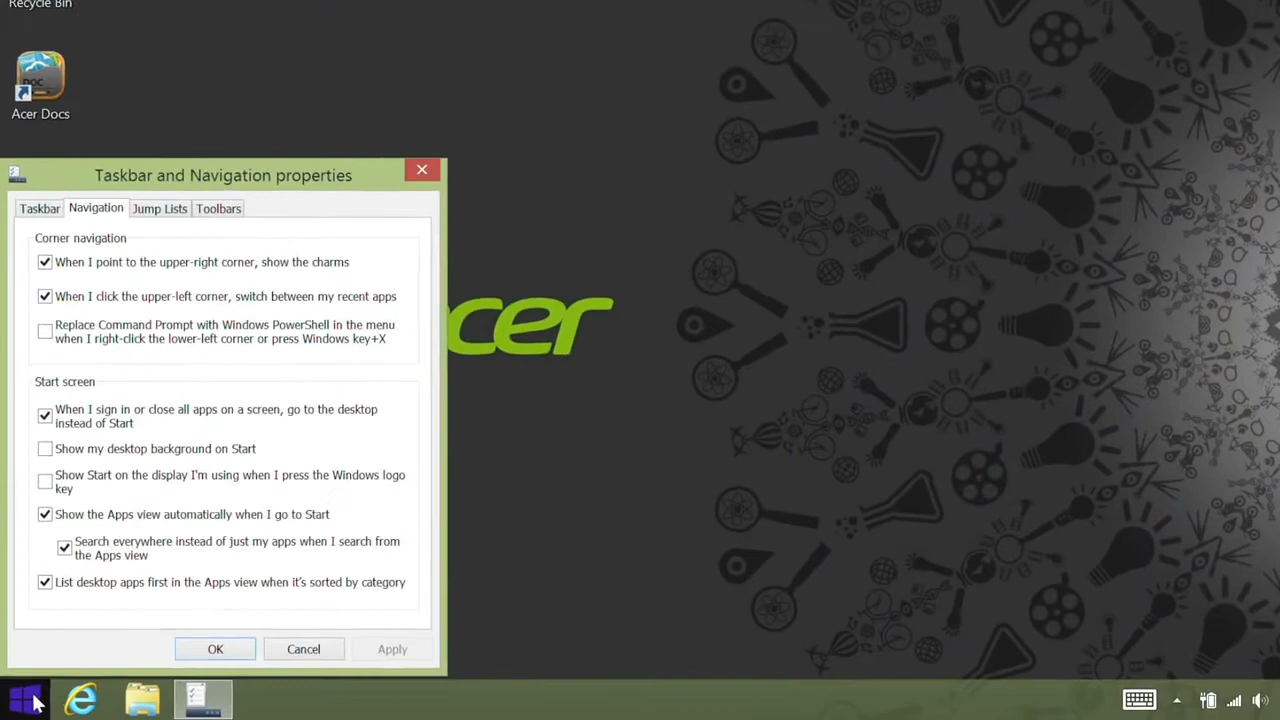 Recycle Bin
Acer Docs
Taskbar and Navigation properties
Taskbar Navigation Jump Lists Toolbars
Corner navigation
When I point to the upper-right corner, show the charms
When I click the upper-left corner, switch between my recent apps
Replace Command Prompt with Windows PowerShell in the menu
when I right-click the lower-left corner or press Windows key+X
Start screen
When I sign in or close all apps on a screen, go to the desktop
instead of Start
Show my desktop background on Start
Show Start on the display I'm using when I press the Windows logo
key
Show the Apps view automatically when I go to Start
Search everywhere instead of just my apps when I search from
the Apps view
List desktop apps first in the Apps view when it's sorted by category
OK Cancel Apply
cer